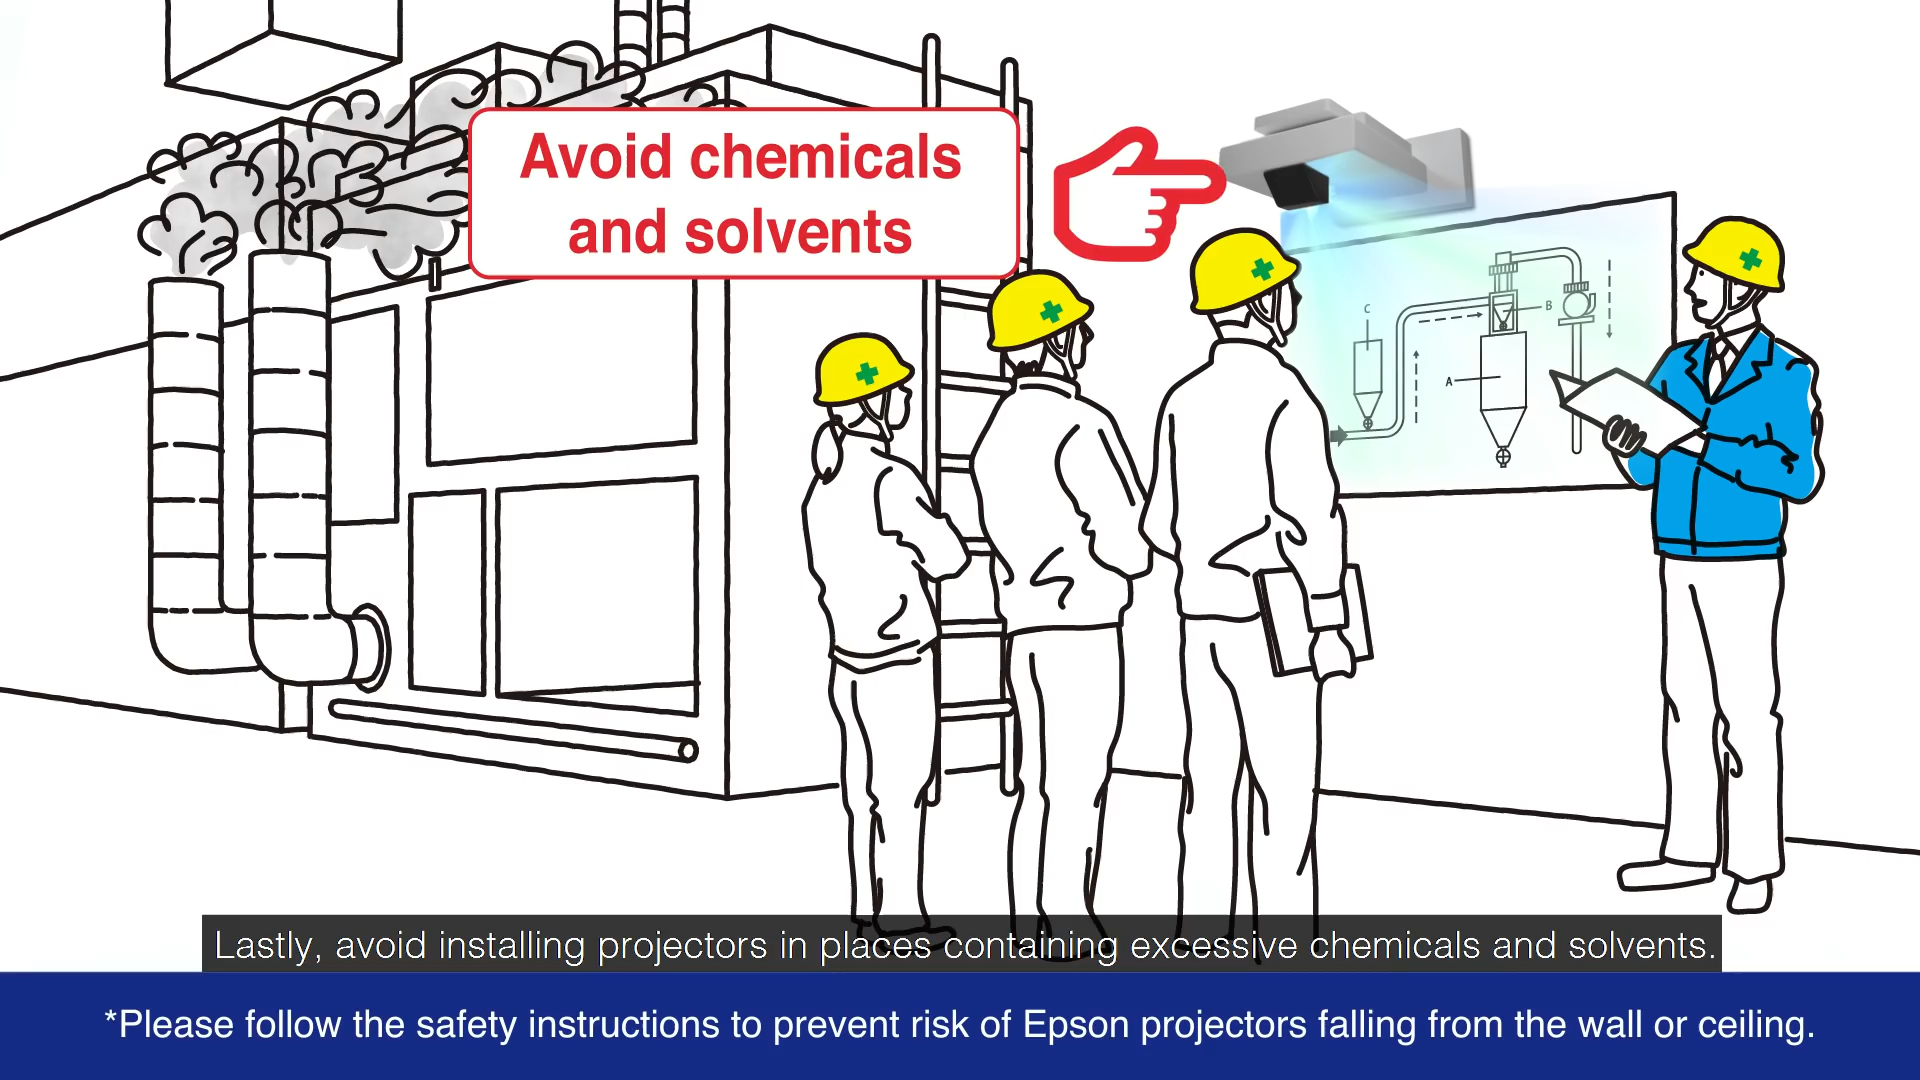 Avoid chemicals
and solvents
C
B
A
Lastly, avoid installing projectors in places containing excessive chemicals and solvents.
*Please follow the safety instructions to prevent risk of Epson projectors falling from the wall or ceiling.